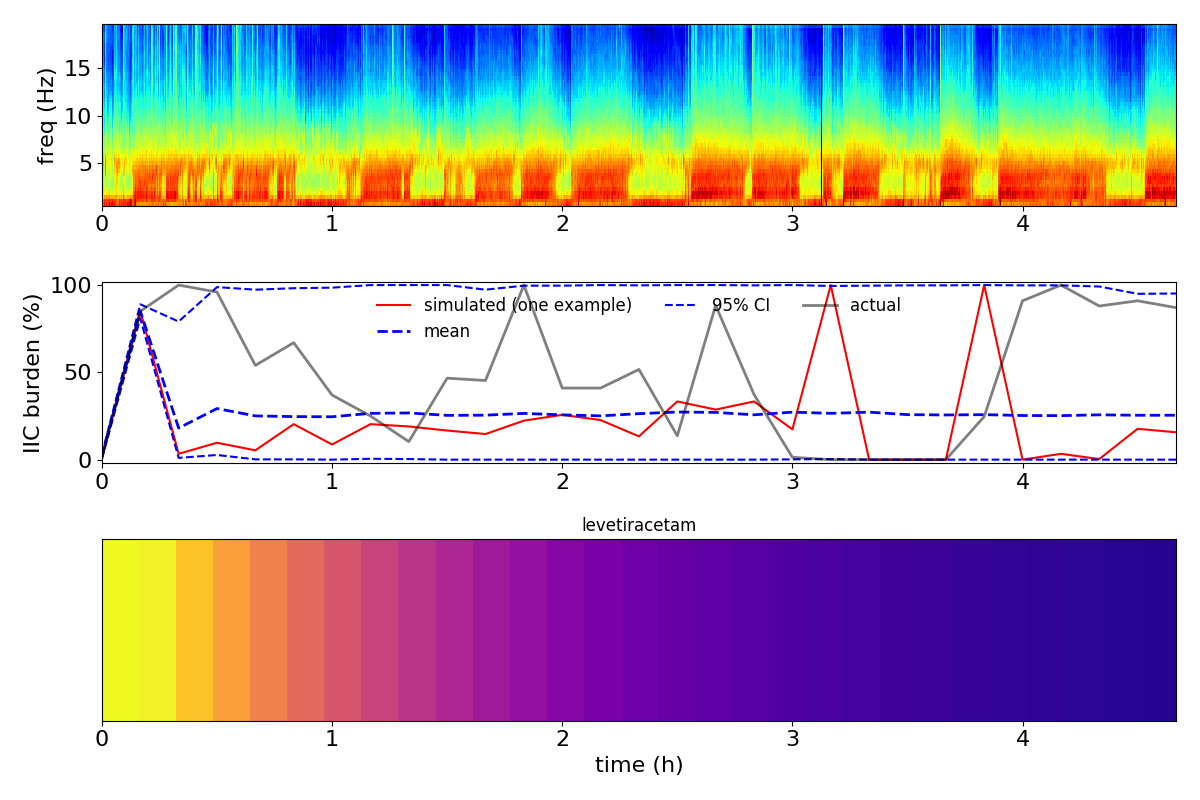 freq (Hz)
15
10
5
0 1 2 3 4
IIC burden (%)
100
50
0
simulated (one example) 95% CI actual
mean
0 1 2 3 4
levetiracetam
0 1 2 3 4
time (h)